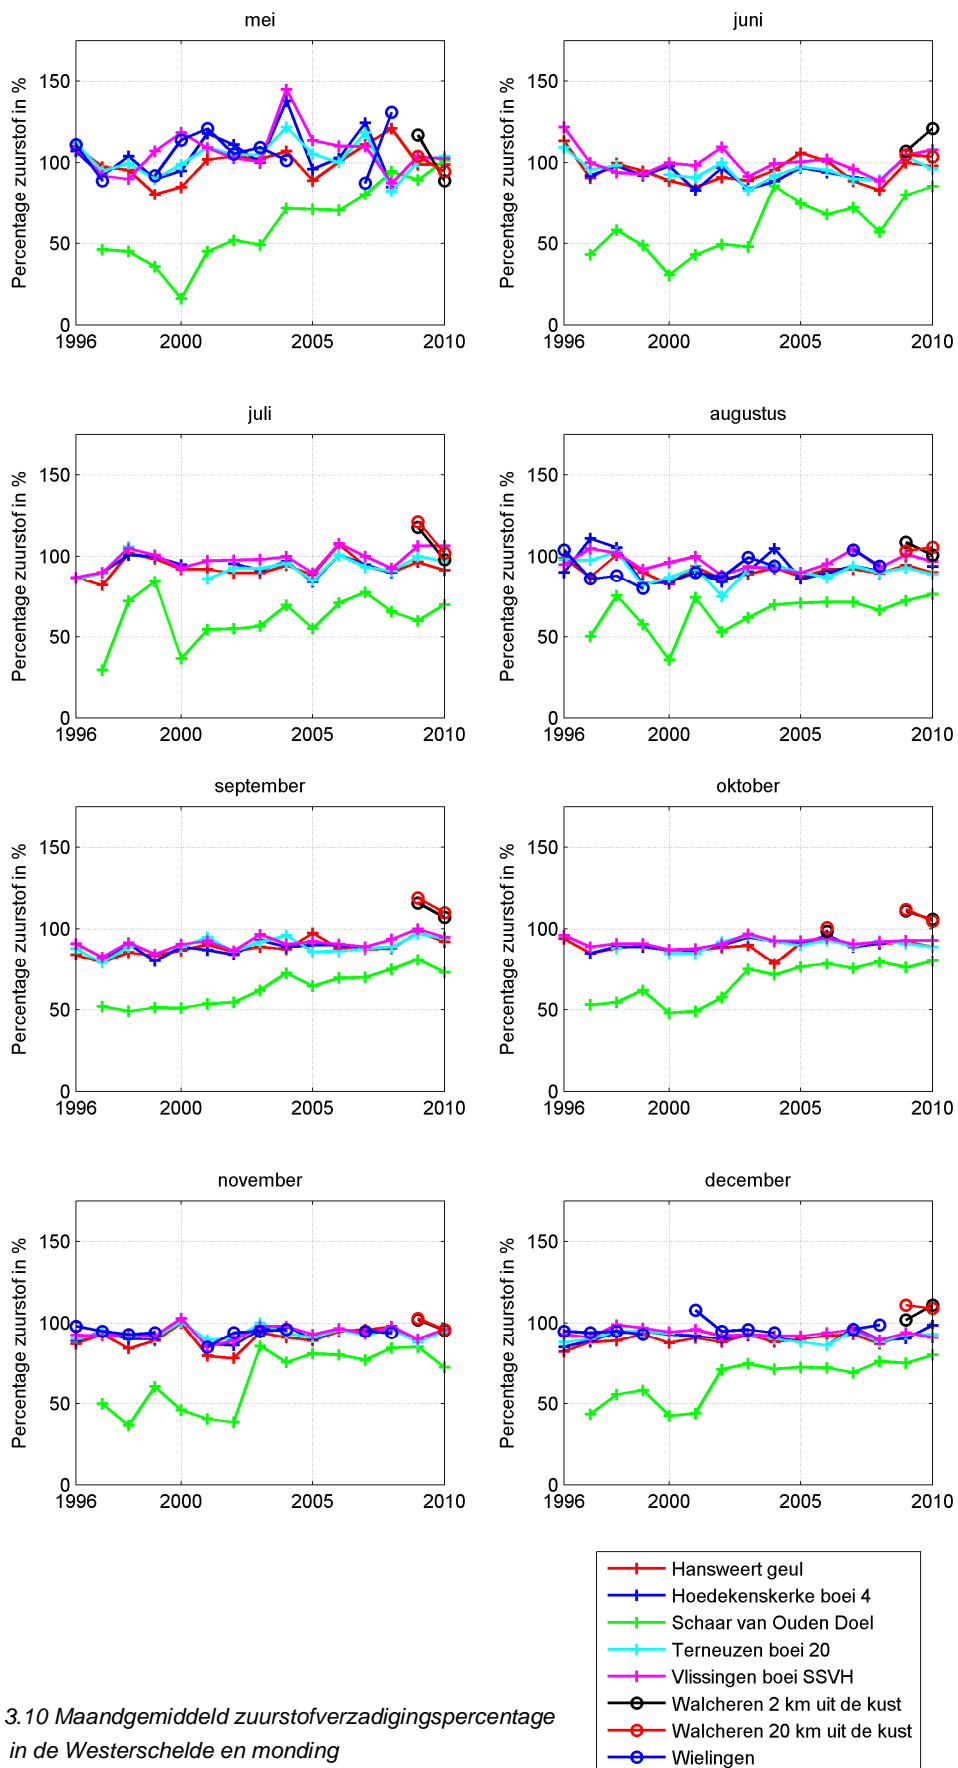 mei
Percentage zuurstof in %
150
100
50
0
1996 2000 2005 2010
juni
Percentage zuurstof in %
150
100
50
0
1996 2000 2005 2010
juli
Percentage zuurstof in %
150
100
50
0
1996 2000 2005 2010
augustus
Percentage zuurstof in %
150
100
50
0
1996 2000 2005 2010
september
Percentage zuurstof in %
150
100
50
0
1996 2000 2005 2010
oktober
Percentage zuurstof in %
150
100
50
0
1996 2000 2005 2010
november
Percentage zuurstof in %
150
100
50
0
1996 2000 2005 2010
december
Percentage zuurstof in %
150
100
50
0
1996 2000 2005 2010
Hansweert geul
Hoedekenskerke boei 4
Schaar van Ouden Doel
Terneuzen boei 20
Vlissingen boei SSVH
Walcheren 2 km uit de kust
Walcheren 20 km uit de kust
Wielingen
3.10 Maandgemiddeld zuurstofverzadigingspercentage
in de Westerschelde en monding